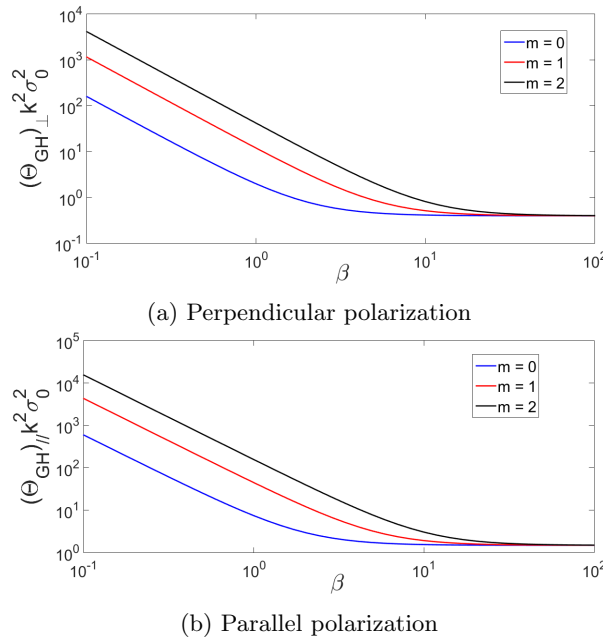 10^4
10^3
10^2
10^1
10^0
10^-1
(Θ_GH)_⊥ k^2 σ_0^2
m = 0
m = 1
m = 2
10^-1 10^0 10^1 10^2
β
(a) Perpendicular polarization
10^5
10^4
10^3
10^2
10^1
10^0
(Θ_GH)_// k^2 σ_0^2
m = 0
m = 1
m = 2
10^-1 10^0 10^1 10^2
β
(b) Parallel polarization